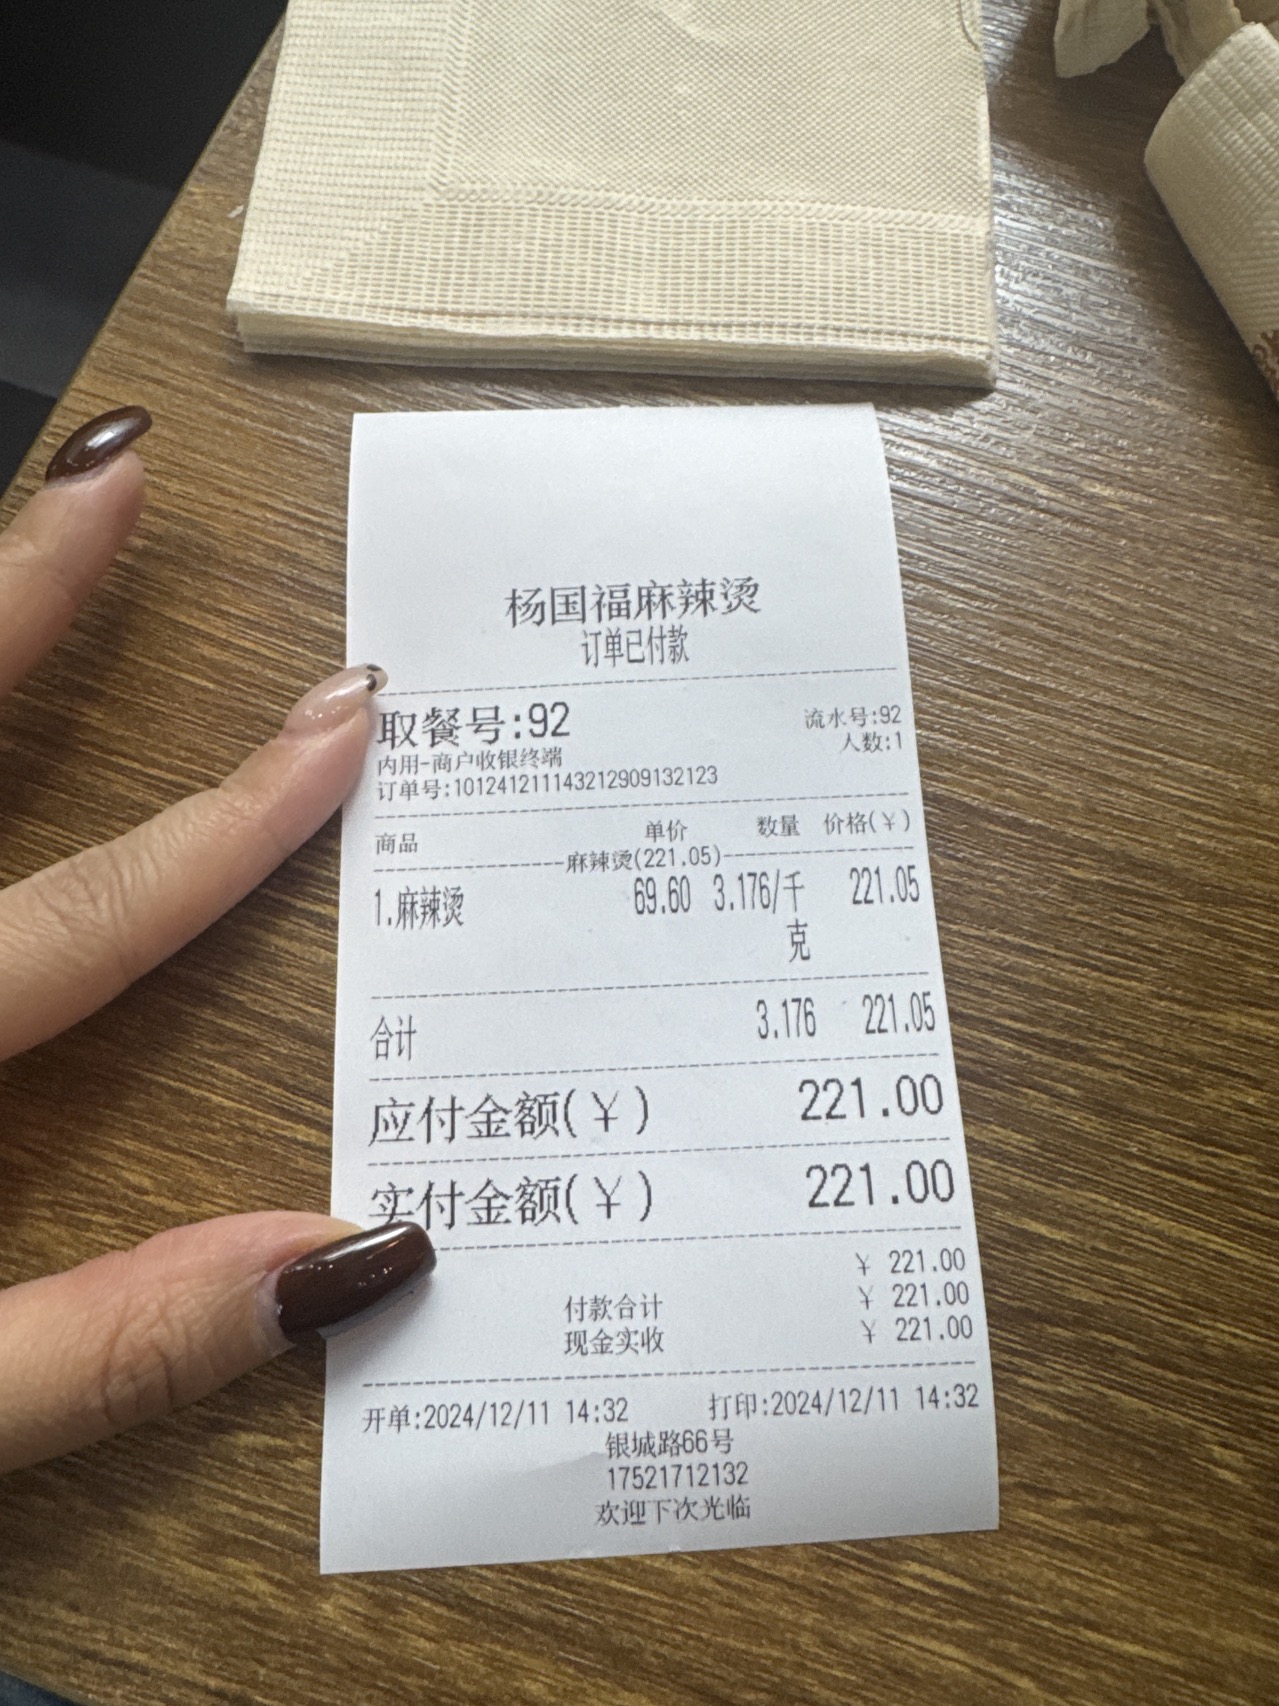 杨国福麻辣烫
订单已付款
取餐号:92
流水号:92
内用-商户收银终端
人数:1
订单号:101241211143212909132123
商品 单价 数量 价格(¥)
麻辣烫(221.05)
1.麻辣烫 69.60 3.176/千克 221.05
合计 3.176 221.05
应付金额(¥) 221.00
实付金额(¥) 221.00
¥ 221.00
付款合计 ¥ 221.00
现金实收 ¥ 221.00
开单:2024/12/11 14:32 打印:2024/12/11 14:32
银城路66号
17521712132
欢迎下次光临